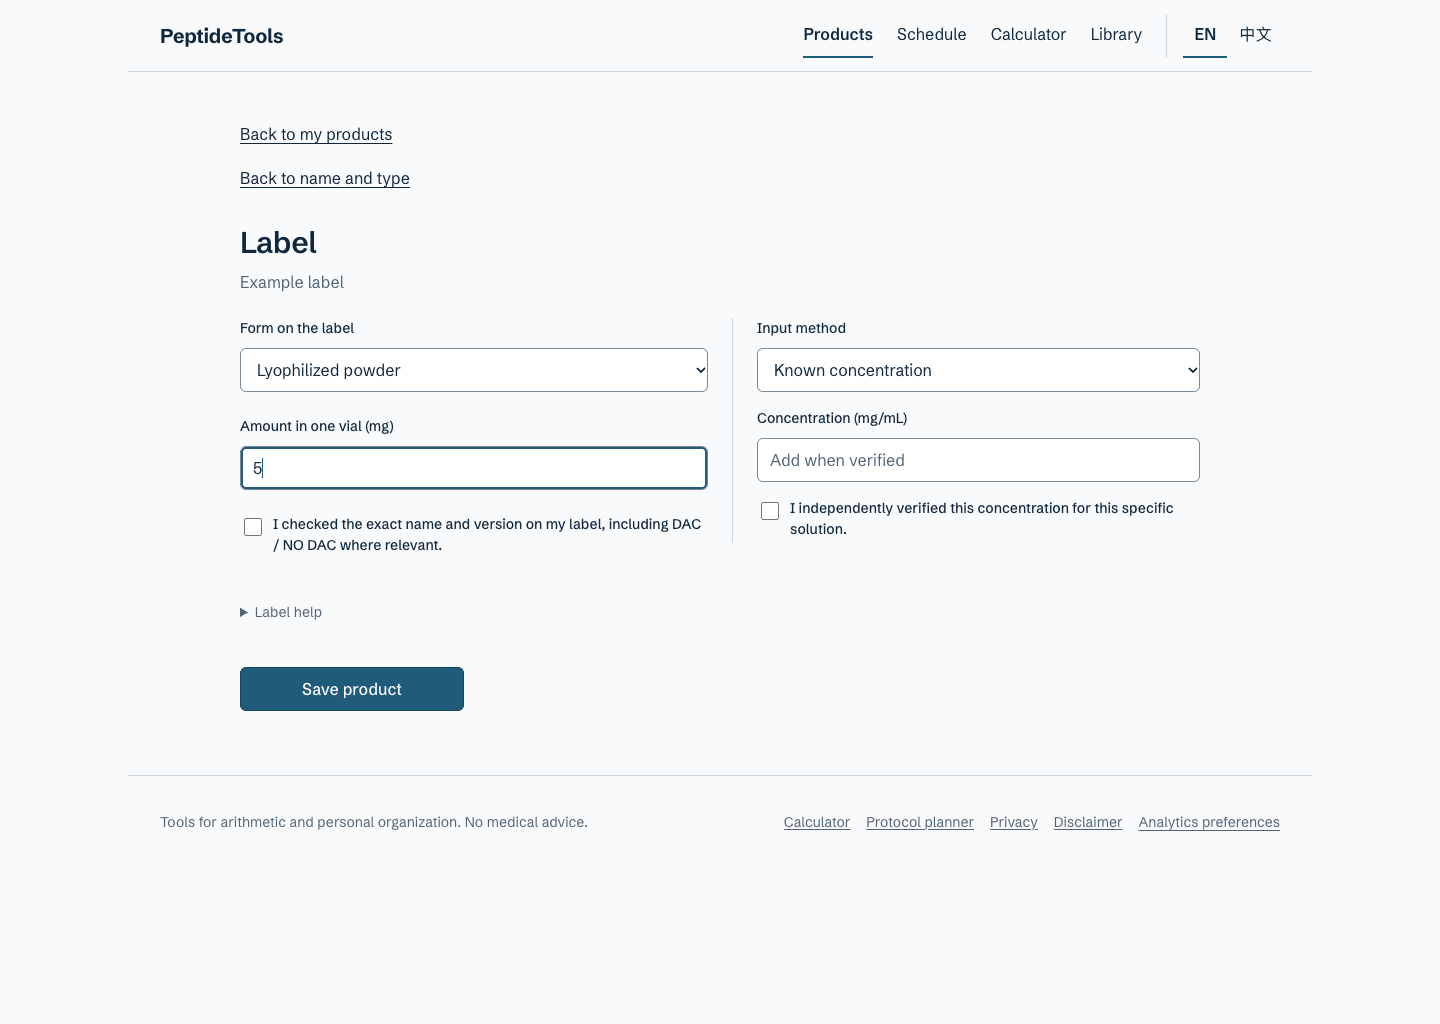 PeptideTools
Products Schedule Calculator Library EN 中文
Back to my products
Back to name and type
Label
Example label
Form on the label
Lyophilized powder
Amount in one vial (mg)
5
I checked the exact name and version on my label, including DAC
/ NO DAC where relevant.
Input method
Known concentration
Concentration (mg/mL)
Add when verified
I independently verified this concentration for this specific
solution.
Label help
Save product
Tools for arithmetic and personal organization. No medical advice.
Calculator Protocol planner Privacy Disclaimer Analytics preferences